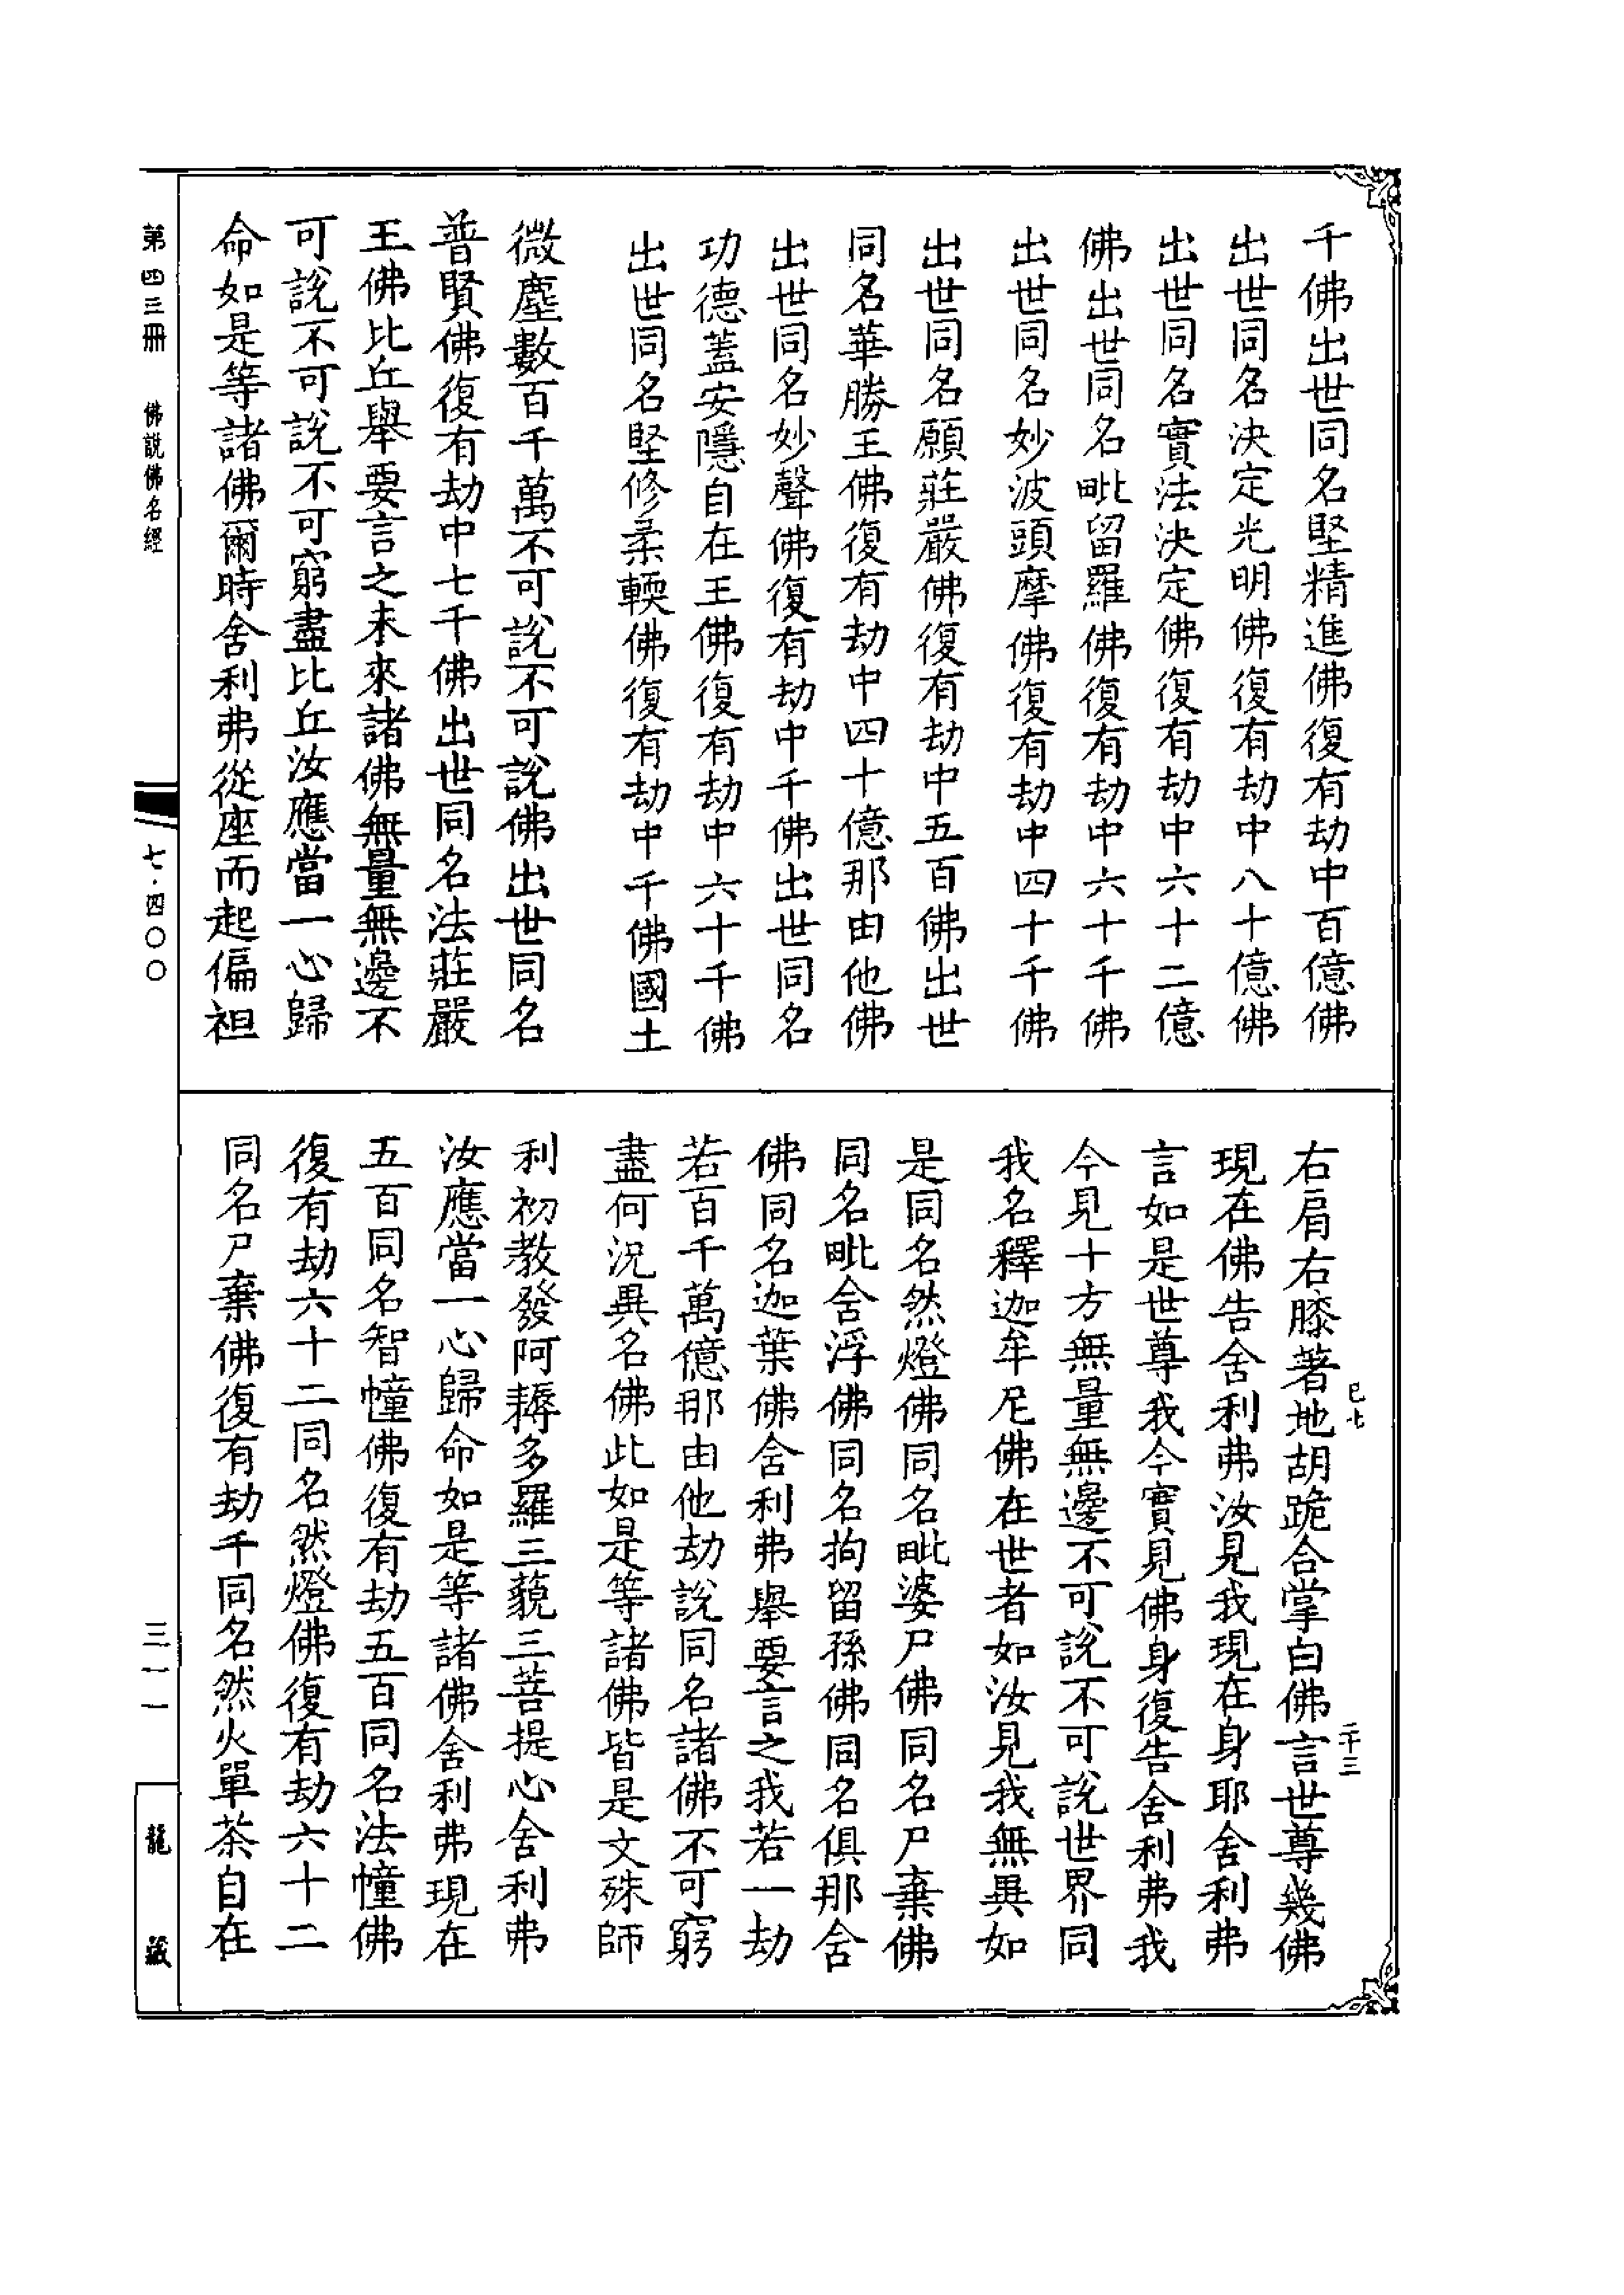 千佛出世同名堅精進佛復有劫中百億佛
出世同名決定光明佛復有劫中八十億佛
出世同名實法決定佛復有劫中六十二億
佛出世同名毗留羅佛復有劫中六十千佛
出世同名妙波頭摩佛復有劫中四十千佛
出世同名願莊嚴佛復有劫中五百佛出世
同名華勝王佛復有劫中四十億那由他佛
出世同名妙聲佛復有劫中千佛出世同名
功德蓋安隱自在王佛復有劫中六十千佛
出世同名堅修柔輭佛復有劫中千佛國土
微塵數百千萬不可說不可說佛出世同名
普賢佛復有劫中七千佛出世同名法莊嚴
王佛比丘舉要言之未來諸佛無量無邊不
可說不可說不可窮盡比丘汝應當一心歸
命如是等諸佛爾時舍利弗從座而起偏袒
右肩右膝著地胡跪合掌白佛言世尊幾佛
現在佛告舍利弗汝見我現在身耶舍利弗
言如是世尊我今實見佛身復告舍利弗我
今見十方無量無邊不可說不可說世界同
我名釋迦牟尼佛在世者如汝見我無異如
是同名然燈佛同名毗婆尸佛同名尸棄佛
同名毗舍浮佛同名拘留孫佛同名俱那舍
佛同名迦葉佛舍利弗舉要言之我若一劫
若百千萬億那由他劫說同名諸佛不可窮
盡何況異名佛此如是等諸佛皆是文殊師
利初教發阿耨多羅三藐三菩提心舍利弗
汝應當一心歸命如是等諸佛舍利弗現在
五百同名智幢佛復有劫五百同名法幢佛
復有劫六十二同名然燈佛復有劫六十二
同名尸棄佛復有劫千同名然火單荼自在
巳七
二十三
第四三冊 佛說佛名經
七·四〇〇
三一一
龍藏